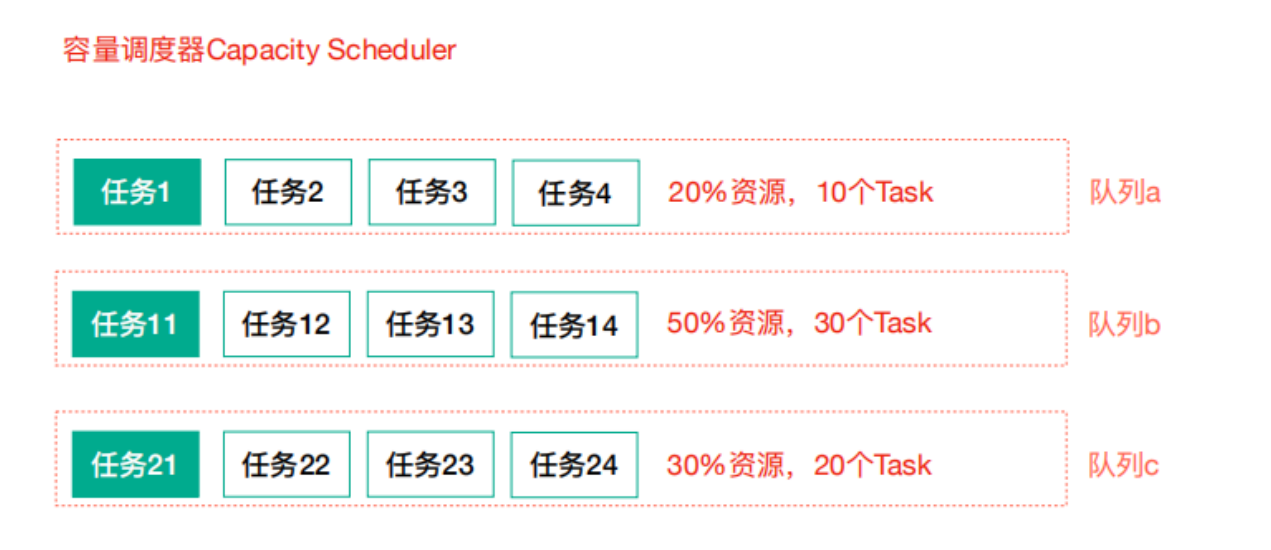 容量调度器Capacity Scheduler
任务1 任务2 任务3 任务4 20%资源，10个Task 队列a
任务11 任务12 任务13 任务14 50%资源，30个Task 队列b
任务21 任务22 任务23 任务24 30%资源，20个Task 队列c